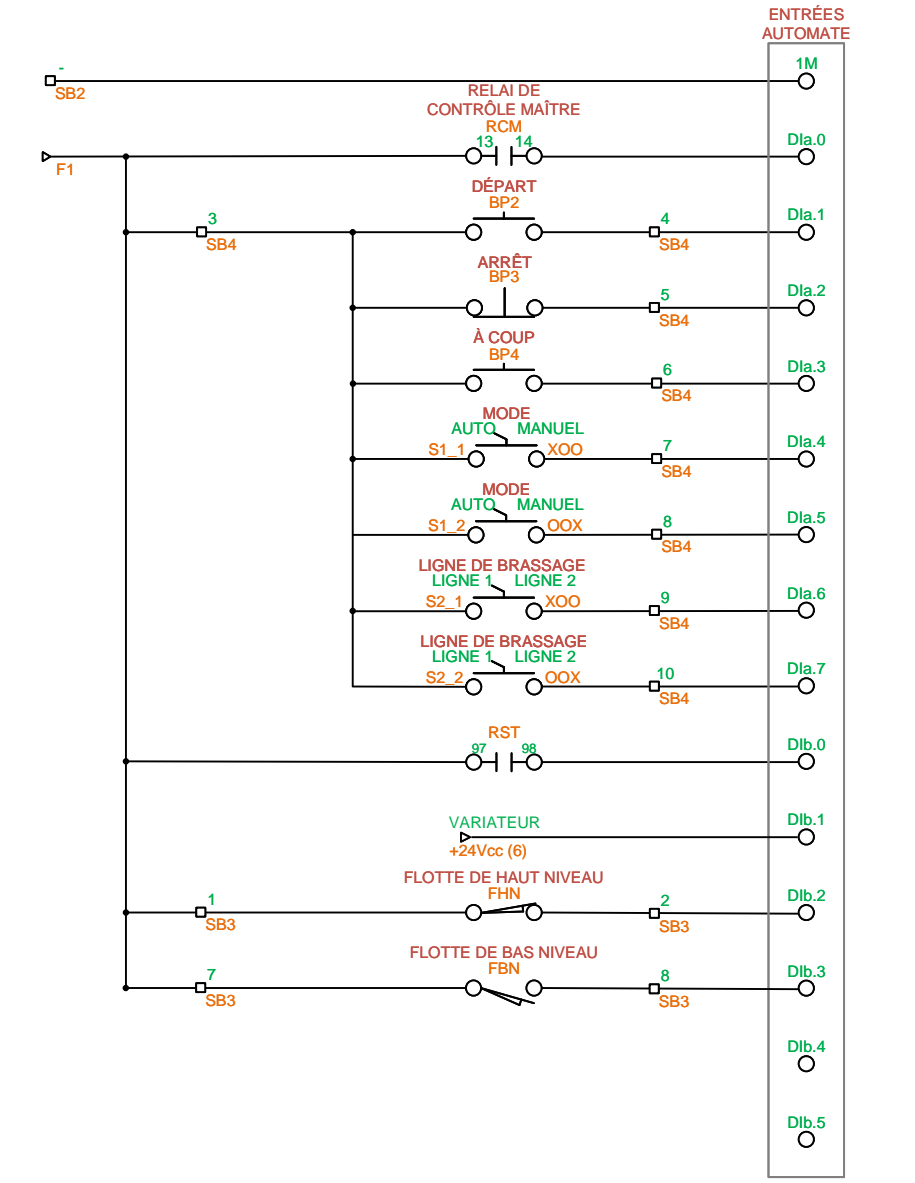 ENTRÉES
AUTOMATE
-
SB2
1M
RELAI DE
CONTRÔLE MAÎTRE
RCM
F1
13 14
DIa.0
DÉPART
BP2
3
SB4
4
SB4
DIa.1
ARRÊT
BP3
5
SB4
DIa.2
À COUP
BP4
6
SB4
DIa.3
MODE
AUTO MANUEL
S1_1 XOO
7
SB4
DIa.4
MODE
AUTO MANUEL
S1_2 OOX
8
SB4
DIa.5
LIGNE DE BRASSAGE
LIGNE 1 LIGNE 2
S2_1 XOO
9
SB4
DIa.6
LIGNE DE BRASSAGE
LIGNE 1 LIGNE 2
S2_2 OOX
10
SB4
DIa.7
RST
97 98
DIb.0
VARIATEUR
+24Vcc (6)
DIb.1
FLOTTE DE HAUT NIVEAU
FHN
1
SB3
2
SB3
DIb.2
FLOTTE DE BAS NIVEAU
FBN
7
SB3
8
SB3
DIb.3
DIb.4
DIb.5